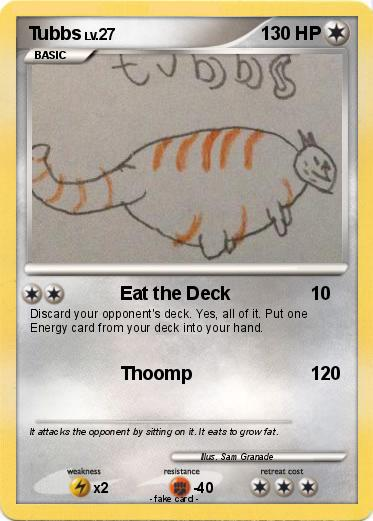 Tubbs LV.27 130 HP
BASIC
tubbs
Eat the Deck 10
Discard your opponent's deck. Yes, all of it. Put one
Energy card from your deck into your hand.
Thoomp 120
It attacks the opponent by sitting on it. It eats to grow fat.
Illus. Sam Granade
weakness resistance retreat cost
x2 -40
- fake card -